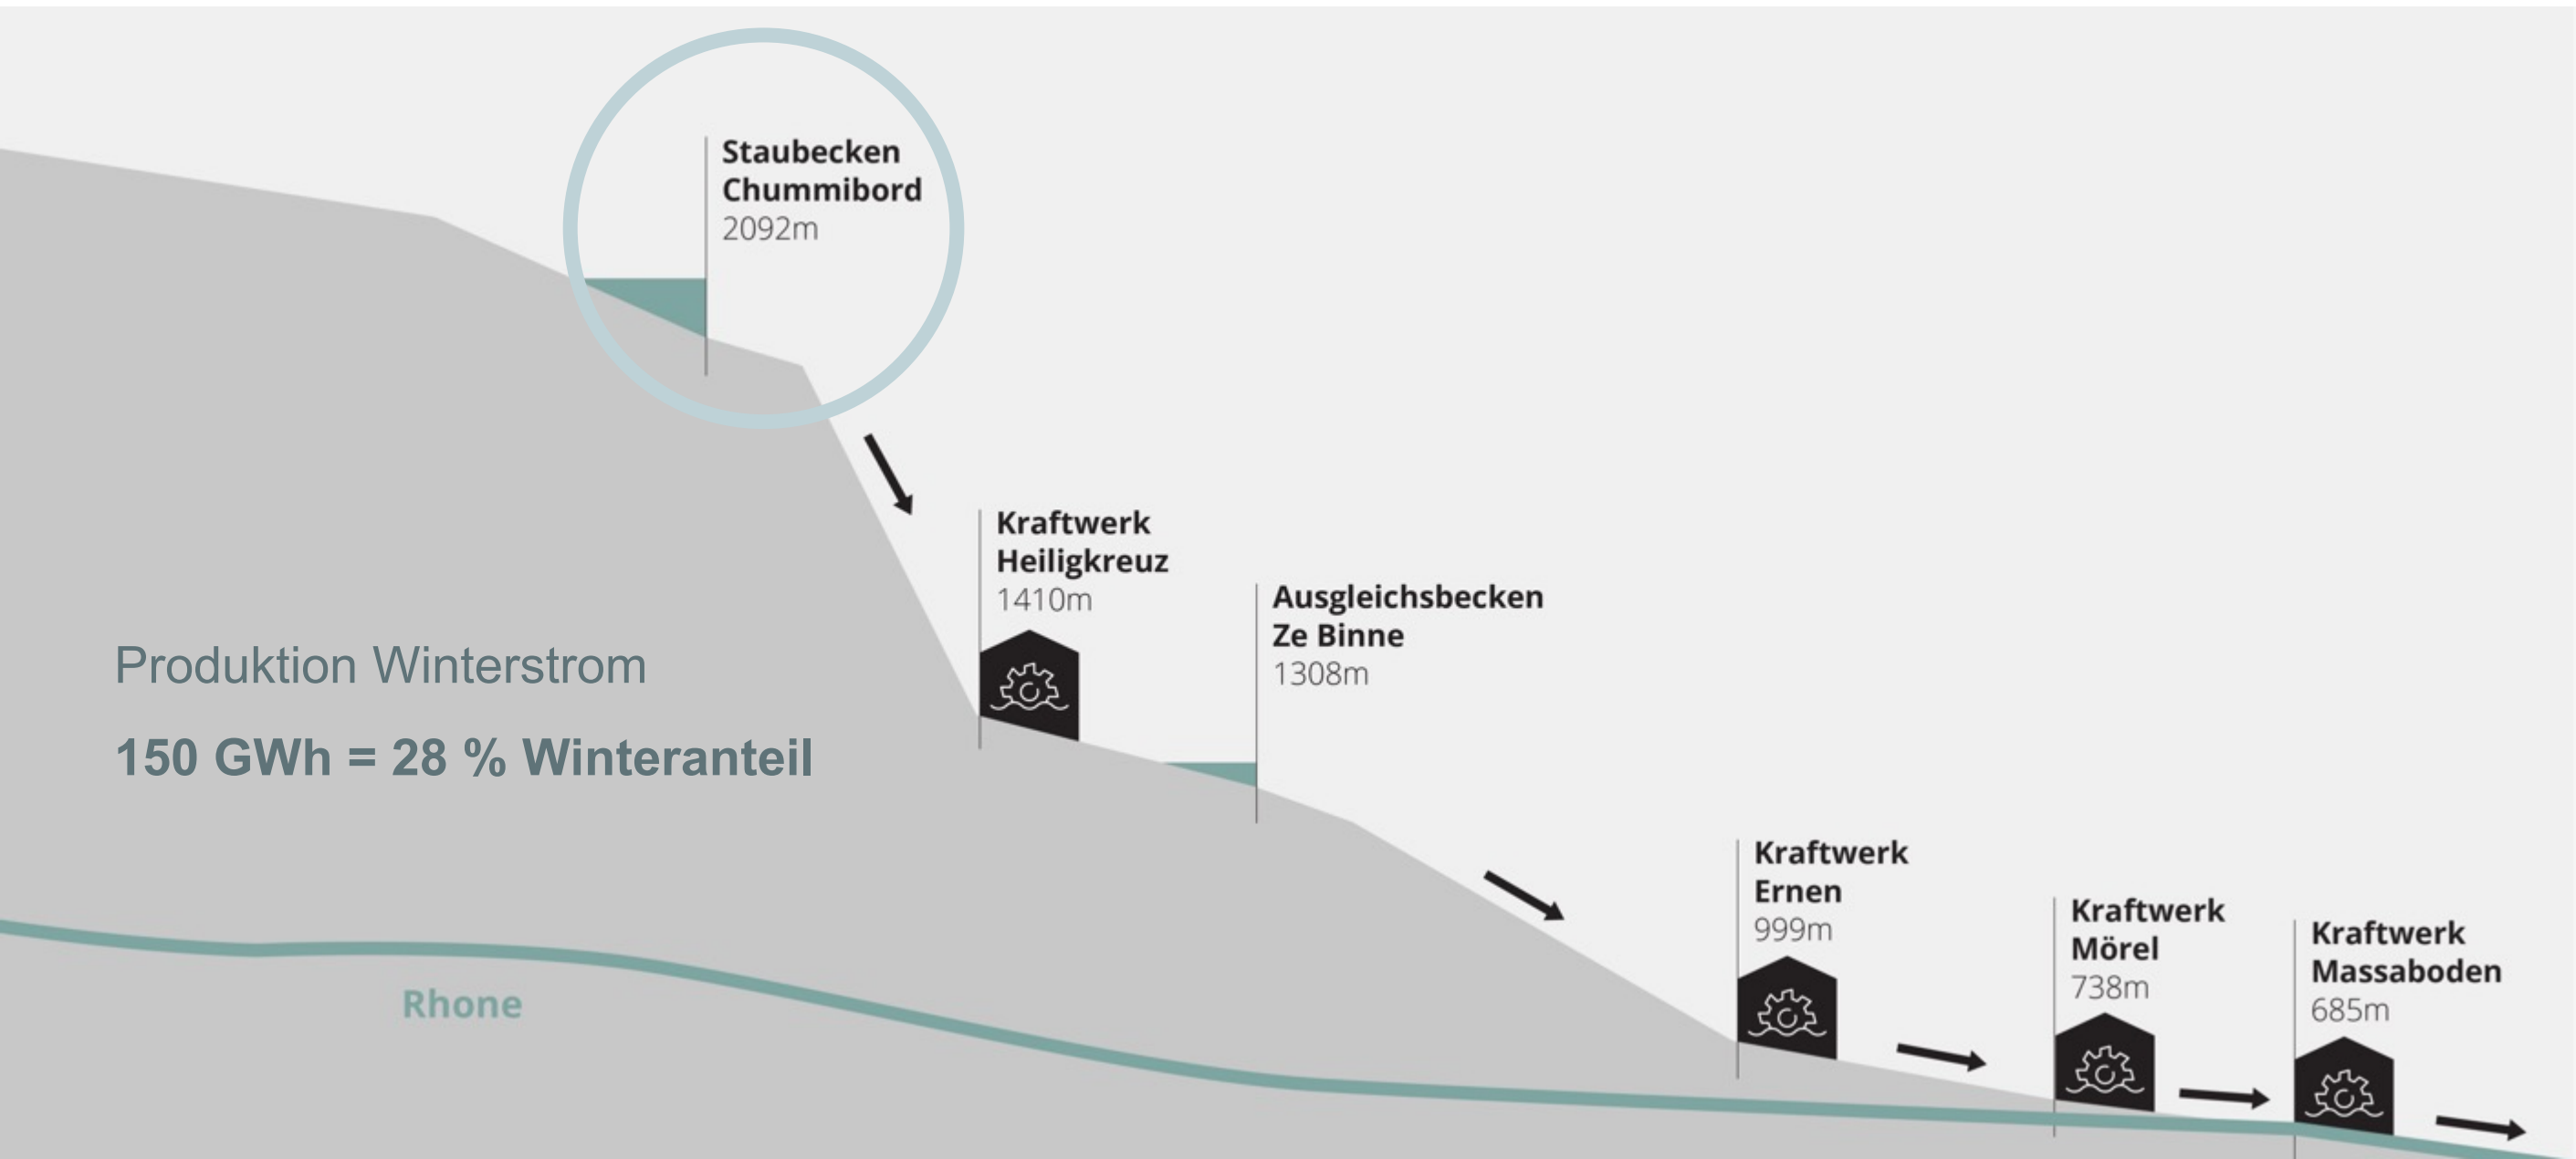 Staubecken
Chummibord
2092m
Kraftwerk
Heiligkreuz
1410m
Ausgleichsbecken
Ze Binne
1308m
Produktion Winterstrom
150 GWh = 28 % Winteranteil
Kraftwerk
Ernen
999m
Kraftwerk
Mörel
738m
Kraftwerk
Massaboden
685m
Rhone